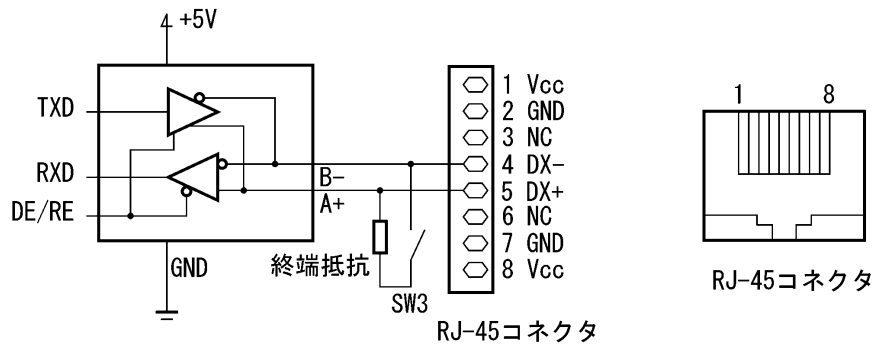 +5V
TXD
RXD
DE/RE
GND
B-
A+
終端抵抗
SW3
1 Vcc
2 GND
3 NC
4 DX-
5 DX+
6 NC
7 GND
8 Vcc
RJ-45コネクタ
1 8
RJ-45コネクタ